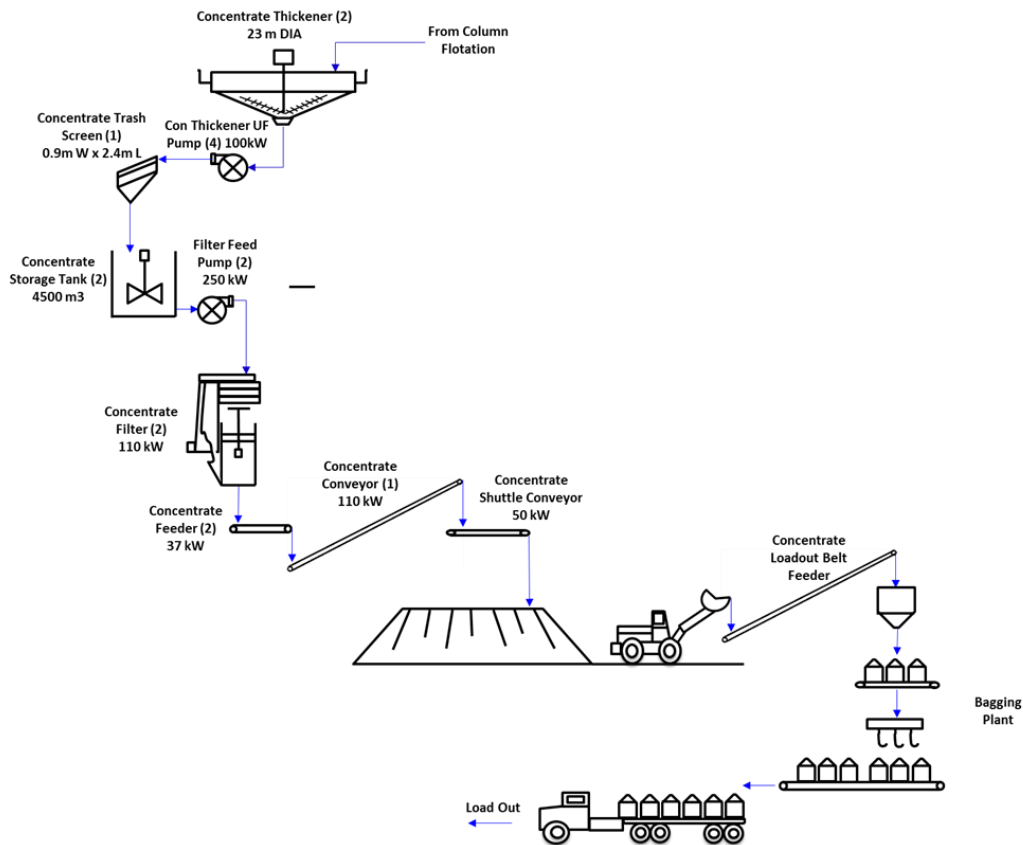 Concentrate Thickener (2)
23 m DIA
From Column
Flotation
Concentrate Trash
Screen (1)
0.9m W x 2.4m L
Con Thickener UF
Pump (4) 100kW
Concentrate
Storage Tank (2)
4500 m3
Filter Feed
Pump (2)
250 kW
Concentrate
Filter (2)
110 kW
Concentrate
Feeder (2)
37 kW
Concentrate
Conveyor (1)
110 kW
Concentrate
Shuttle Conveyor
50 kW
Concentrate
Loadout Belt
Feeder
Bagging
Plant
Load Out